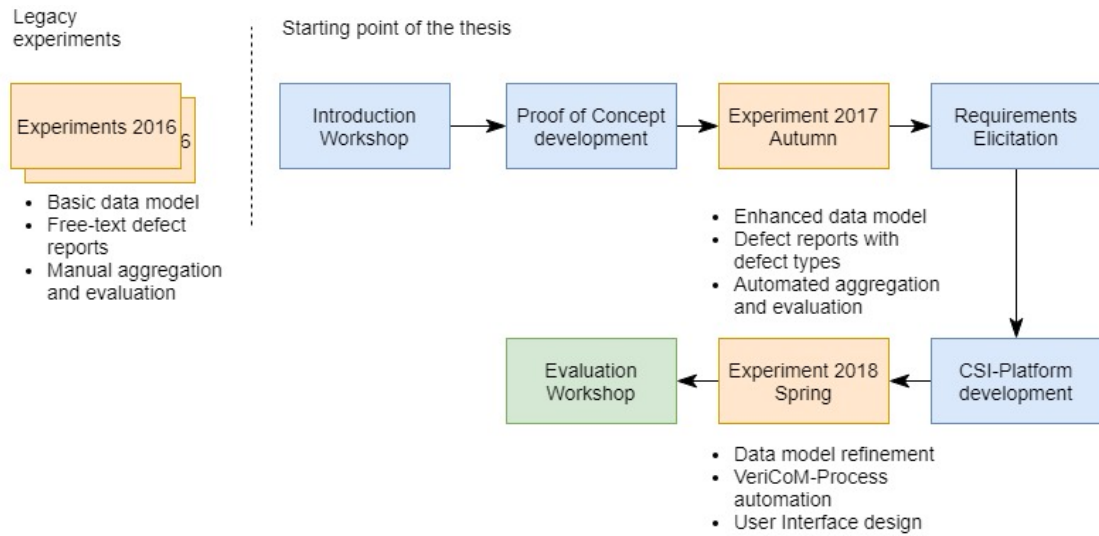 Legacy
experiments
Starting point of the thesis
Experiments 2016
6
• Basic data model
• Free-text defect
reports
• Manual aggregation
and evaluation
Introduction
Workshop
Proof of Concept
development
Experiment 2017
Autumn
Requirements
Elicitation
• Enhanced data model
• Defect reports with
defect types
• Automated aggregation
and evaluation
Evaluation
Workshop
Experiment 2018
Spring
CSI-Platform
development
• Data model refinement
• VeriCoM-Process
automation
• User Interface design